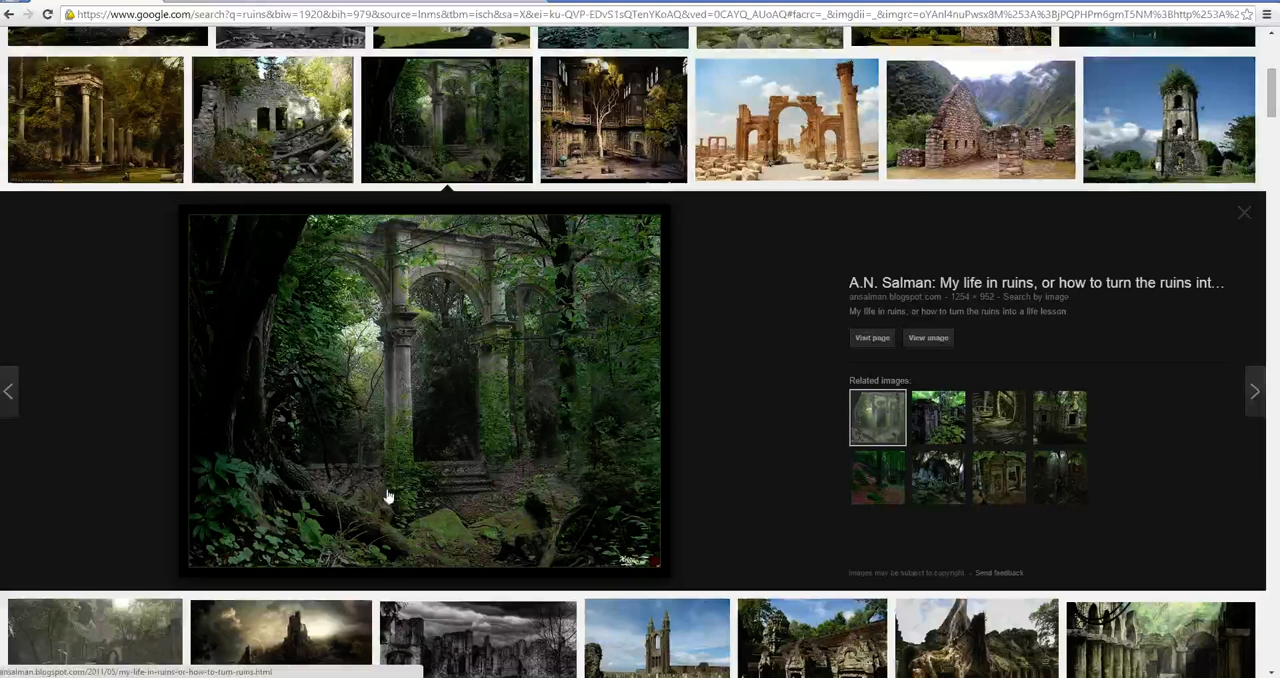 https://www.google.com/search?q=ruins&biw=1920&bih=979&source=lnms&tbm=isch&sa=X&ei=ku-QVP-EDvS1sQTenYKoAQ&ved=0CAYQ_AUoAQ#facrc=_&imgdii=_&imgrc=oYAnl4nuPwsx8M%253A%3BjPQPHPm6gmT5NM%3Bhttp%253A%2
A.N. Salman: My life in ruins, or how to turn the ruins int...
ansalman.blogspot.com - 1254 × 952 - Search by image
My life in ruins, or how to turn the ruins into a life lesson
Visit page
View image
Related images:
Images may be subject to copyright. - Send feedback
ansalman.blogspot.com/2011/05/my-life-in-ruins-or-how-to-turn-ruins.html